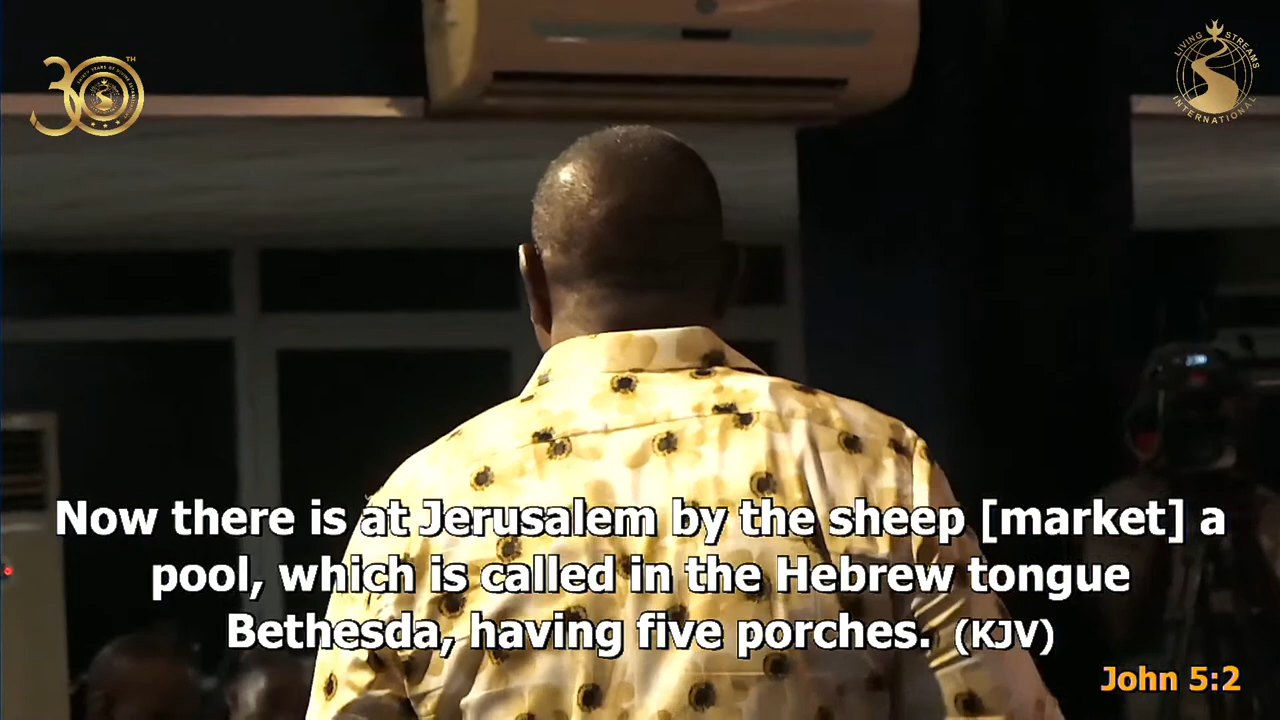 30TH
LIVING STREAMS
INTERNATIONAL
Now there is at Jerusalem by the sheep [market] a
pool, which is called in the Hebrew tongue
Bethesda, having five porches. (KJV)
John 5:2